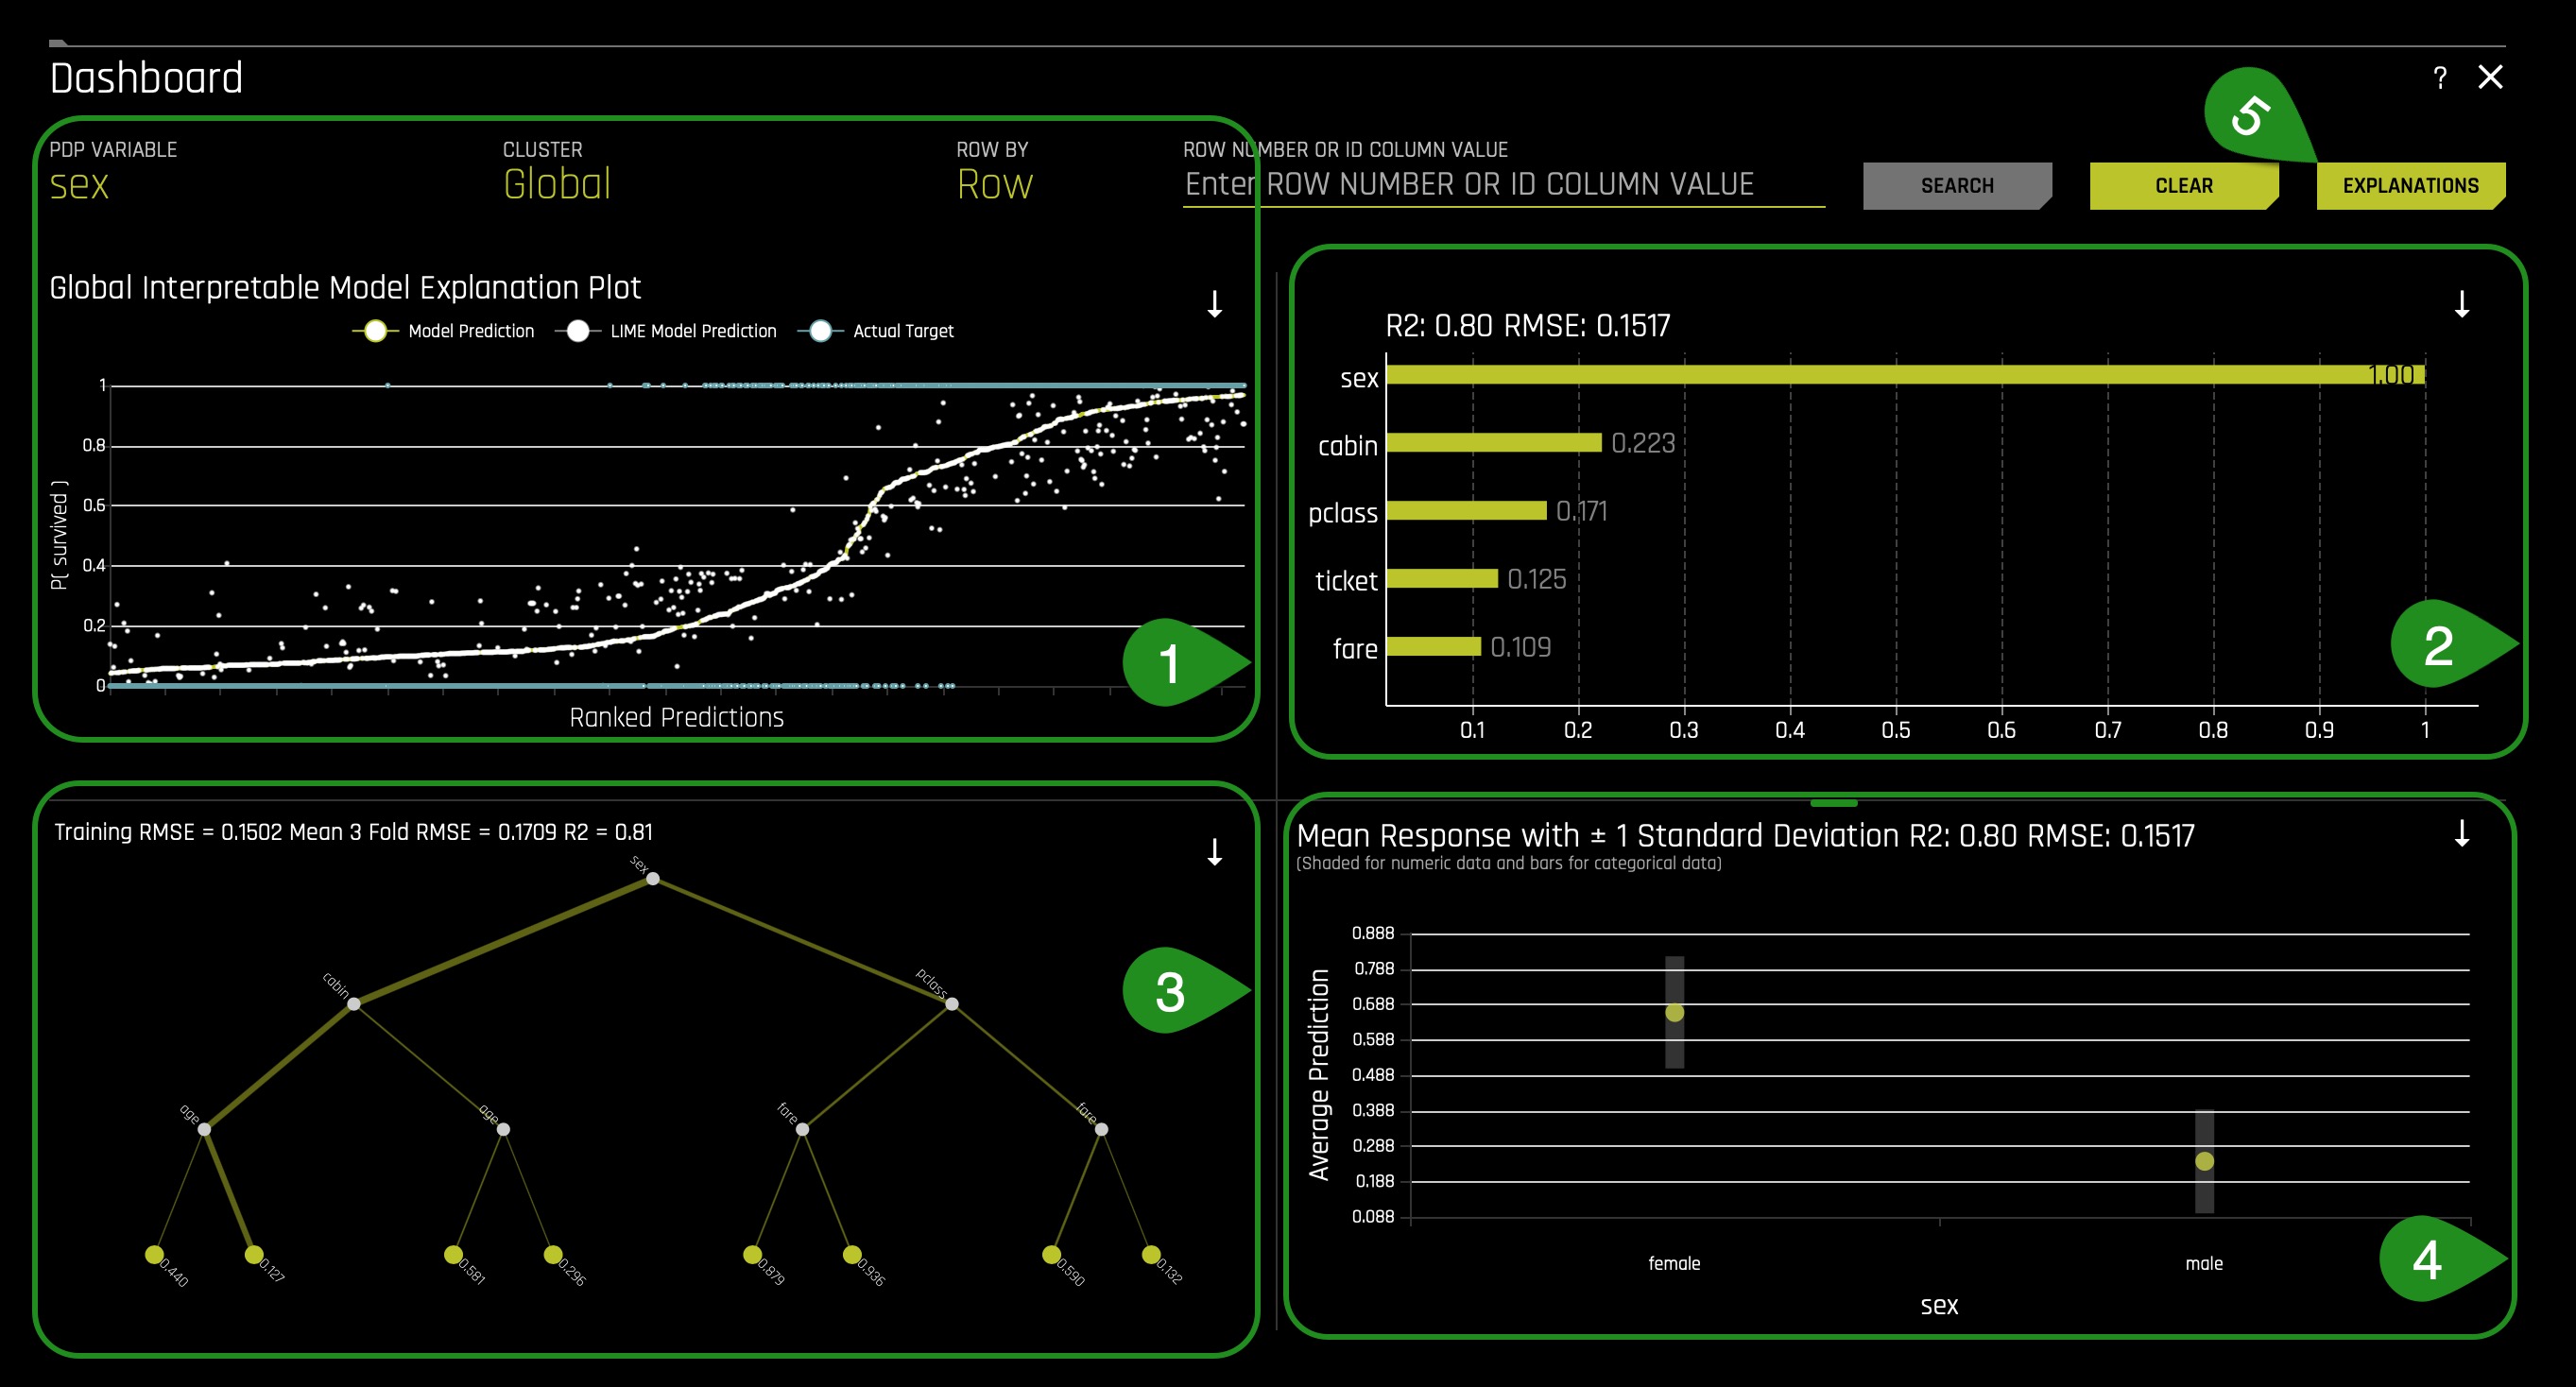 Dashboard
? 
5
PDP VARIABLE
CLUSTER
ROW BY
ROW NUMBER OR ID COLUMN VALUE
sex
Global
Row
Enter ROW NUMBER OR ID COLUMN VALUE
SEARCH
CLEAR
EXPLANATIONS
Global Interpretable Model Explanation Plot
Model Prediction
LIME Model Prediction
Actual Target
1
0.8
0.6
0.4
0.2
0
P( survived )
Ranked Predictions
1
R2: 0.80 RMSE: 0.1517
sex
1.00
cabin
0.223
pclass
0.171
ticket
0.125
fare
0.109
0.1
0.2
0.3
0.4
0.5
0.6
0.7
0.8
0.9
1
2
Training RMSE = 0.1502 Mean 3 Fold RMSE = 0.1709 R2 = 0.81
sex
cabin
pclass
age
age
fare
fare
0.440
0.127
0.581
0.296
0.879
0.936
0.590
0.132
3
Mean Response with ± 1 Standard Deviation R2: 0.80 RMSE: 0.1517
(Shaded for numeric data and bars for categorical data)
0.888
0.788
0.688
0.588
0.488
0.388
0.288
0.188
0.088
Average Prediction
female
male
sex
4